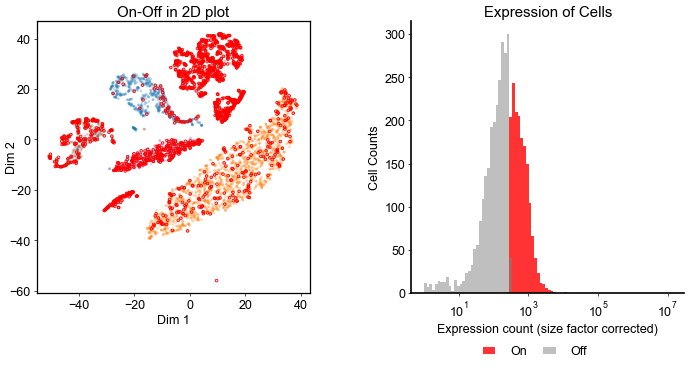 On-Off in 2D plot
40
20
0
−20
−40
−60
Dim 2
−40 −20 0 20 40
Dim 1
Expression of Cells
300
250
200
150
100
50
0
Cell Counts
10^1 10^3 10^5 10^7
Expression count (size factor corrected)
On Off